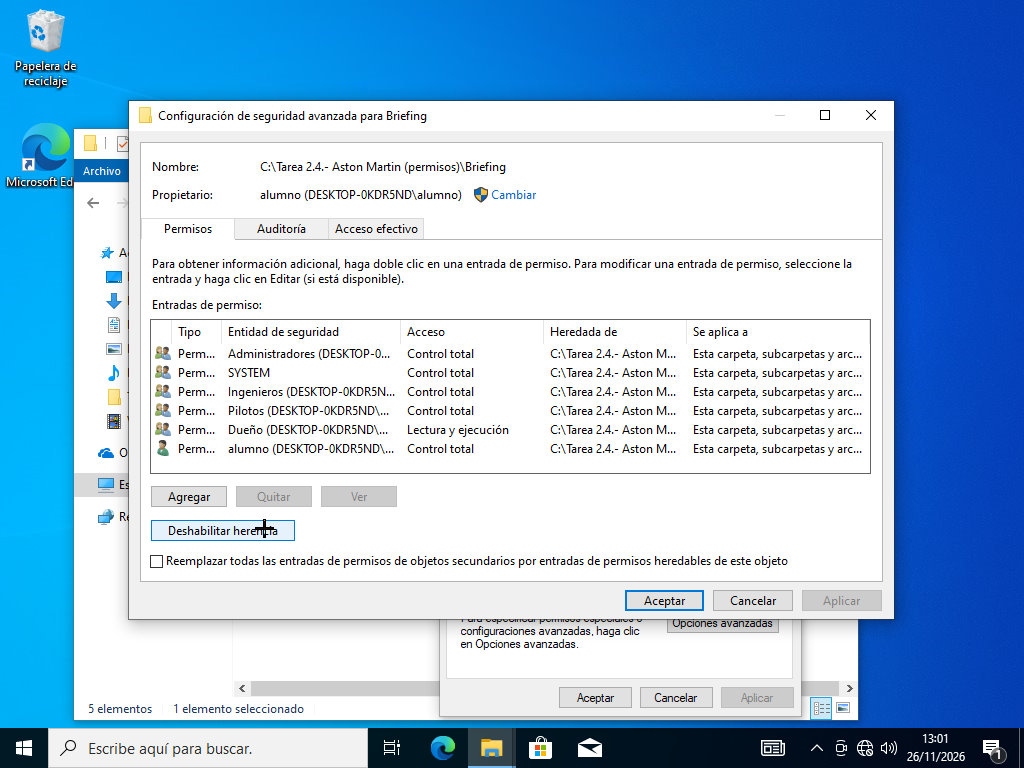 Papelera de
reciclaje
Microsoft Ed
Configuración de seguridad avanzada para Briefing
Archivo
Nombre: C:\Tarea 2.4.- Aston Martin (permisos)\Briefing
Propietario: alumno (DESKTOP-0KDR5ND\alumno) Cambiar
Permisos Auditoría Acceso efectivo
Para obtener información adicional, haga doble clic en una entrada de permiso. Para modificar una entrada de permiso, seleccione la
entrada y haga clic en Editar (si está disponible).
Entradas de permiso:
Tipo Entidad de seguridad Acceso Heredada de Se aplica a
Perm... Administradores (DESKTOP-0... Control total C:\Tarea 2.4.- Aston M... Esta carpeta, subcarpetas y arc...
Perm... SYSTEM Control total C:\Tarea 2.4.- Aston M... Esta carpeta, subcarpetas y arc...
Perm... Ingenieros (DESKTOP-0KDR5N... Control total C:\Tarea 2.4.- Aston M... Esta carpeta, subcarpetas y arc...
Perm... Pilotos (DESKTOP-0KDR5ND\... Control total C:\Tarea 2.4.- Aston M... Esta carpeta, subcarpetas y arc...
Perm... Dueño (DESKTOP-0KDR5ND\... Lectura y ejecución C:\Tarea 2.4.- Aston M... Esta carpeta, subcarpetas y arc...
Perm... alumno (DESKTOP-0KDR5ND\... Control total C:\Tarea 2.4.- Aston M... Esta carpeta, subcarpetas y arc...
Agregar Quitar Ver
Deshabilitar herencia
Reemplazar todas las entradas de permisos de objetos secundarios por entradas de permisos heredables de este objeto
Aceptar Cancelar Aplicar
Para especificar permisos especiales o
configuraciones avanzadas, haga clic
en Opciones avanzadas.
Opciones avanzadas
Aceptar Cancelar Aplicar
5 elementos 1 elemento seleccionado
Escribe aquí para buscar.
13:01
26/11/2026
1